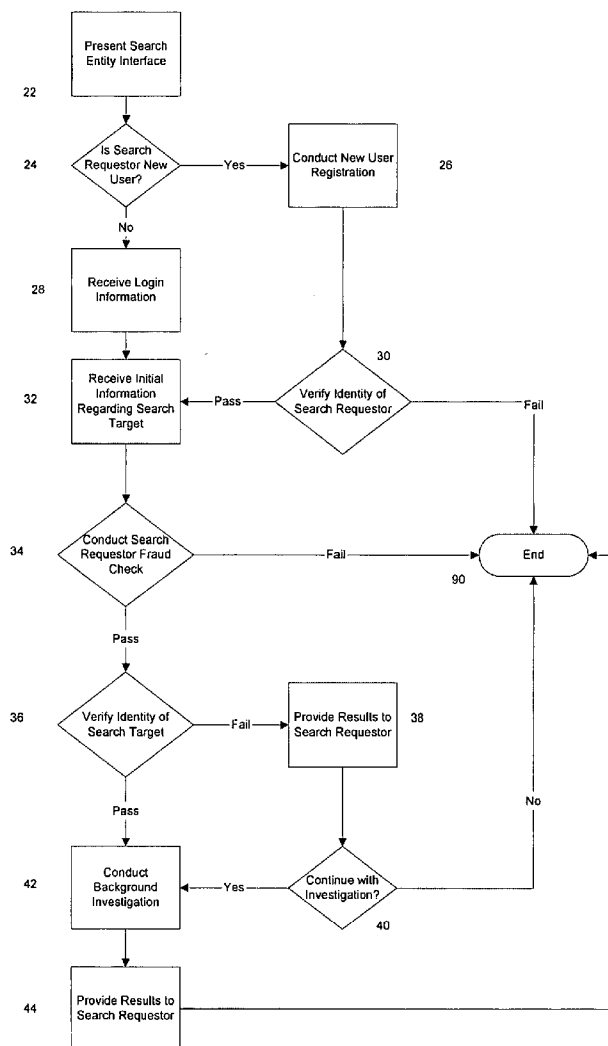 Present Search
Entity Interface
22
Is Search
Requestor New
User?
24
Yes
Conduct New User
Registration
26
No
Receive Login
Information
28
30
Receive Initial
Information
Regarding Search
Target
32
Pass
Verify Identity of
Search Requestor
Fail
Conduct Search
Requestor Fraud
Check
34
Fail
End
90
Pass
36
Verify Identity of
Search Target
Fail
Provide Results to
Search Requestor
38
Pass
No
42
Conduct
Background
Investigation
Yes
Continue with
Investigation?
40
44
Provide Results to
Search Requestor